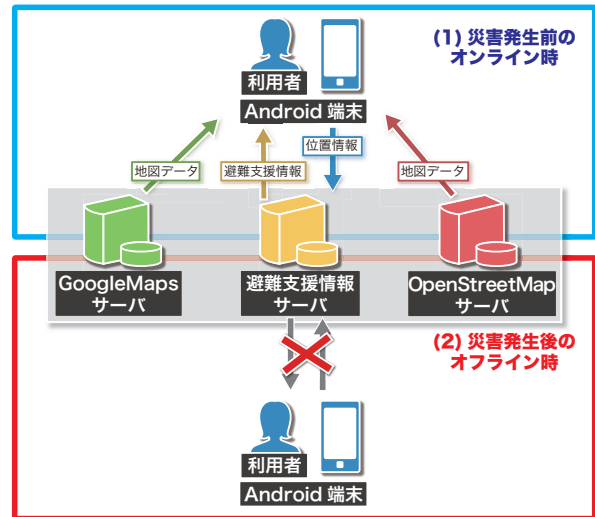 (1) 災害発生前の
オンライン時
利用者
Android 端末
位置情報
地図データ
避難支援情報
地図データ
GoogleMaps
サーバ
避難支援情報
サーバ
OpenStreetMap
サーバ
(2) 災害発生後の
オフライン時
利用者
Android 端末